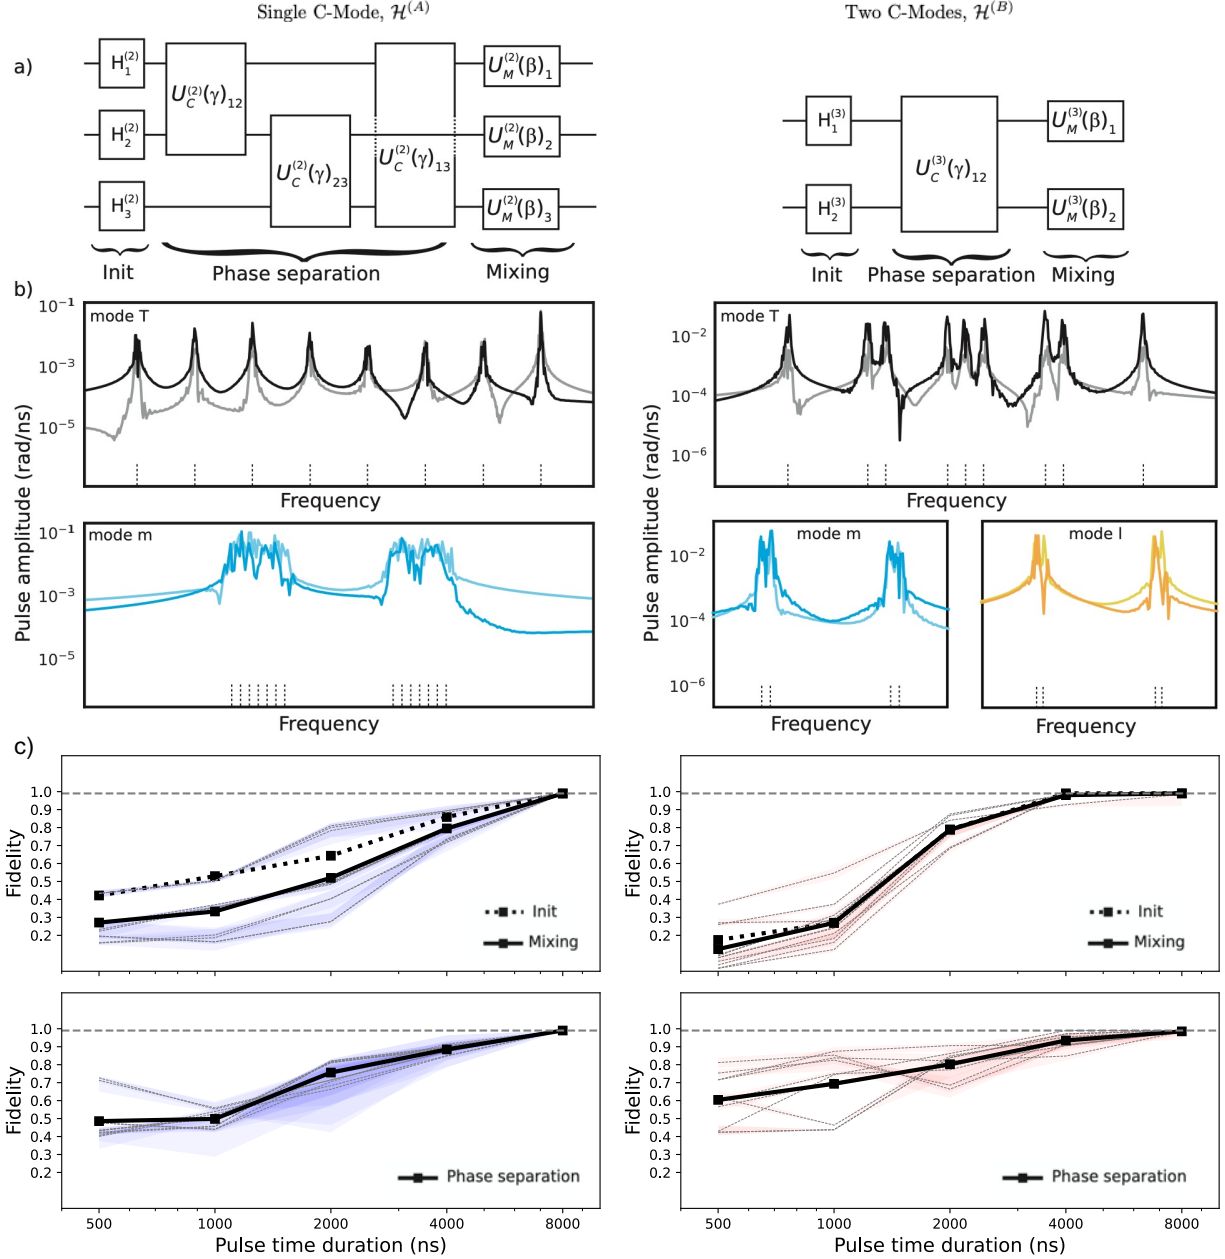 Single C-Mode, ℋ^(A)
Two C-Modes, ℋ^(B)
a)
H₁^(2)
H₂^(2)
H₃^(2)
U_C^(2)(γ)₁₂
U_C^(2)(γ)₂₃
U_C^(2)(γ)₁₃
U_M^(2)(β)₁
U_M^(2)(β)₂
U_M^(2)(β)₃
Init
Phase separation
Mixing
H₁^(3)
H₂^(3)
U_C^(3)(γ)₁₂
U_M^(3)(β)₁
U_M^(3)(β)₂
Init
Phase separation
Mixing
b)
Pulse amplitude (rad/ns)
mode T
10⁻¹
10⁻³
10⁻⁵
Frequency
mode m
10⁻¹
10⁻³
10⁻⁵
Frequency
Pulse amplitude (rad/ns)
mode T
10⁻²
10⁻⁴
10⁻⁶
Frequency
mode m
10⁻²
10⁻⁴
10⁻⁶
Frequency
mode l
Frequency
c)
Fidelity
1.0
0.9
0.8
0.7
0.6
0.5
0.4
0.3
0.2
Init
Mixing
Fidelity
1.0
0.9
0.8
0.7
0.6
0.5
0.4
0.3
0.2
Init
Mixing
Fidelity
1.0
0.9
0.8
0.7
0.6
0.5
0.4
0.3
0.2
Phase separation
500 1000 2000 4000 8000
Pulse time duration (ns)
Fidelity
1.0
0.9
0.8
0.7
0.6
0.5
0.4
0.3
0.2
Phase separation
500 1000 2000 4000 8000
Pulse time duration (ns)